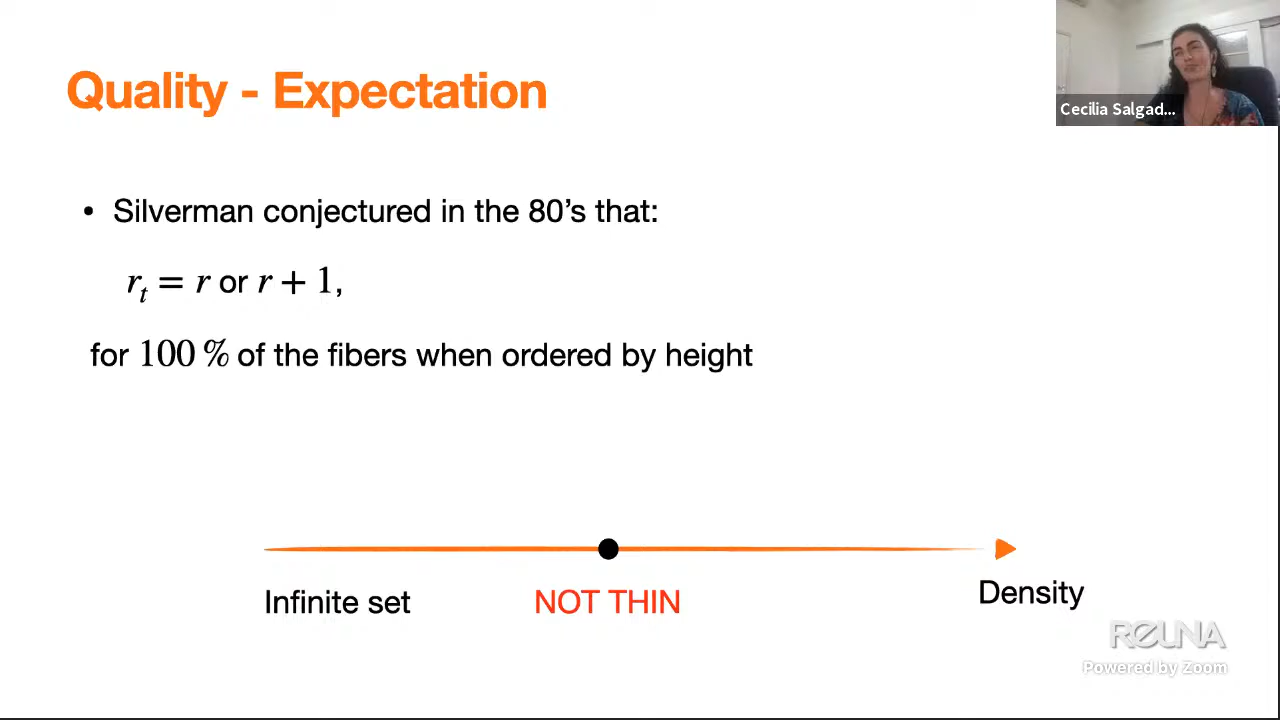 Quality - Expectation
Cecilia Salgad...
• Silverman conjectured in the 80’s that:
r_t = r or r + 1,
for 100 % of the fibers when ordered by height
Infinite set
NOT THIN
Density
REUNA
Powered by Zoom